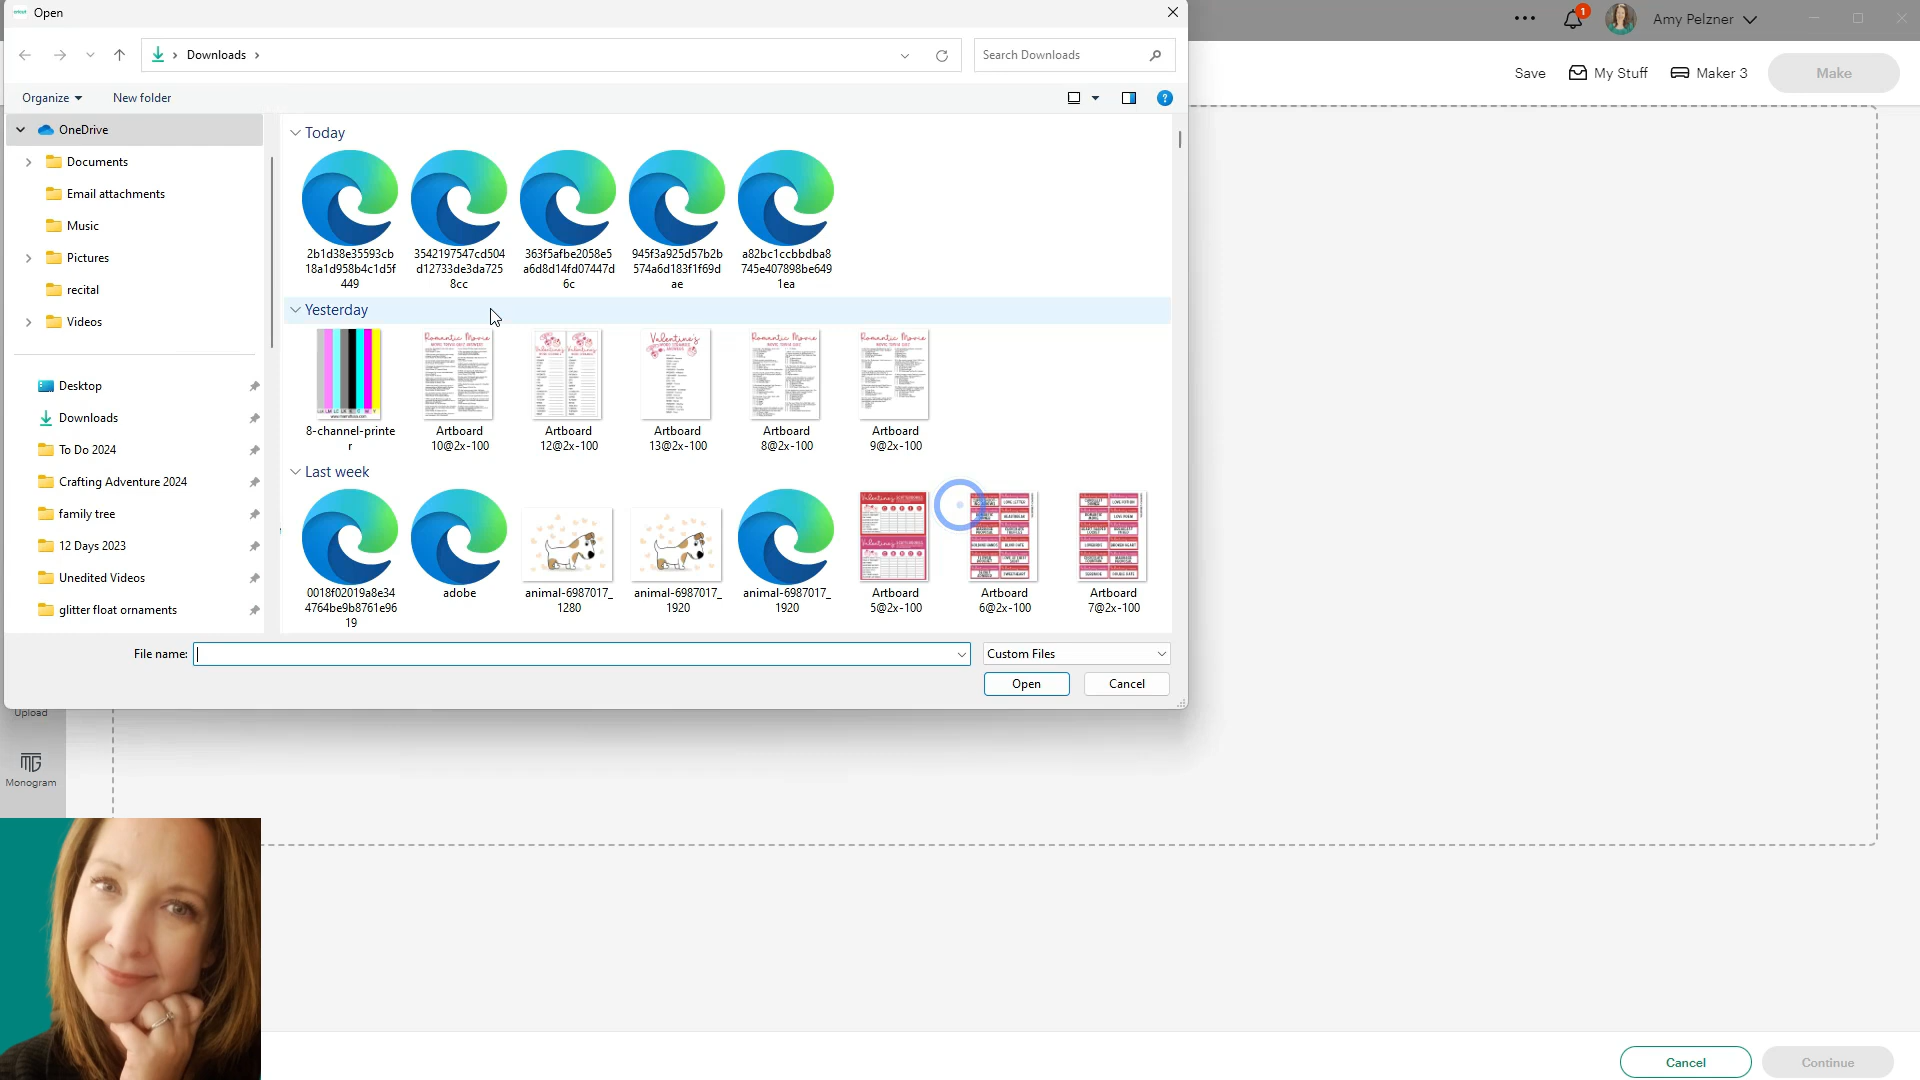 Open
Amy Pelzner
1
Downloads
Search Downloads
Save
My Stuff
Maker 3
Make
Organize
New folder
OneDrive
Documents
Email attachments
Music
Pictures
recital
Videos
Desktop
Downloads
To Do 2024
Crafting Adventure 2024
family tree
12 Days 2023
Unedited Videos
glitter float ornaments
Today
2b1d38e35593cb
18a1d958b4c1d5f
449
3542197547cd504
d12733de3da725
8cc
363f5afbe2058e5
a6d8d14fd07447d
6c
945f3a925d57b2b
574a6d183f1f69d
ae
a82bc1ccbbdba8
745e407898be649
1ea
Yesterday
8-channel-printe
r
Artboard
10@2x-100
Artboard
12@2x-100
Artboard
13@2x-100
Artboard
8@2x-100
Artboard
9@2x-100
Last week
0018f02019a8e34
4764be9b8761e96
19
adobe
animal-6987017_
1280
animal-6987017_
1920
animal-6987017_
1920
Artboard
5@2x-100
Artboard
6@2x-100
Artboard
7@2x-100
File name:
Custom Files
Open
Cancel
Upload
Monogram
Cancel
Continue